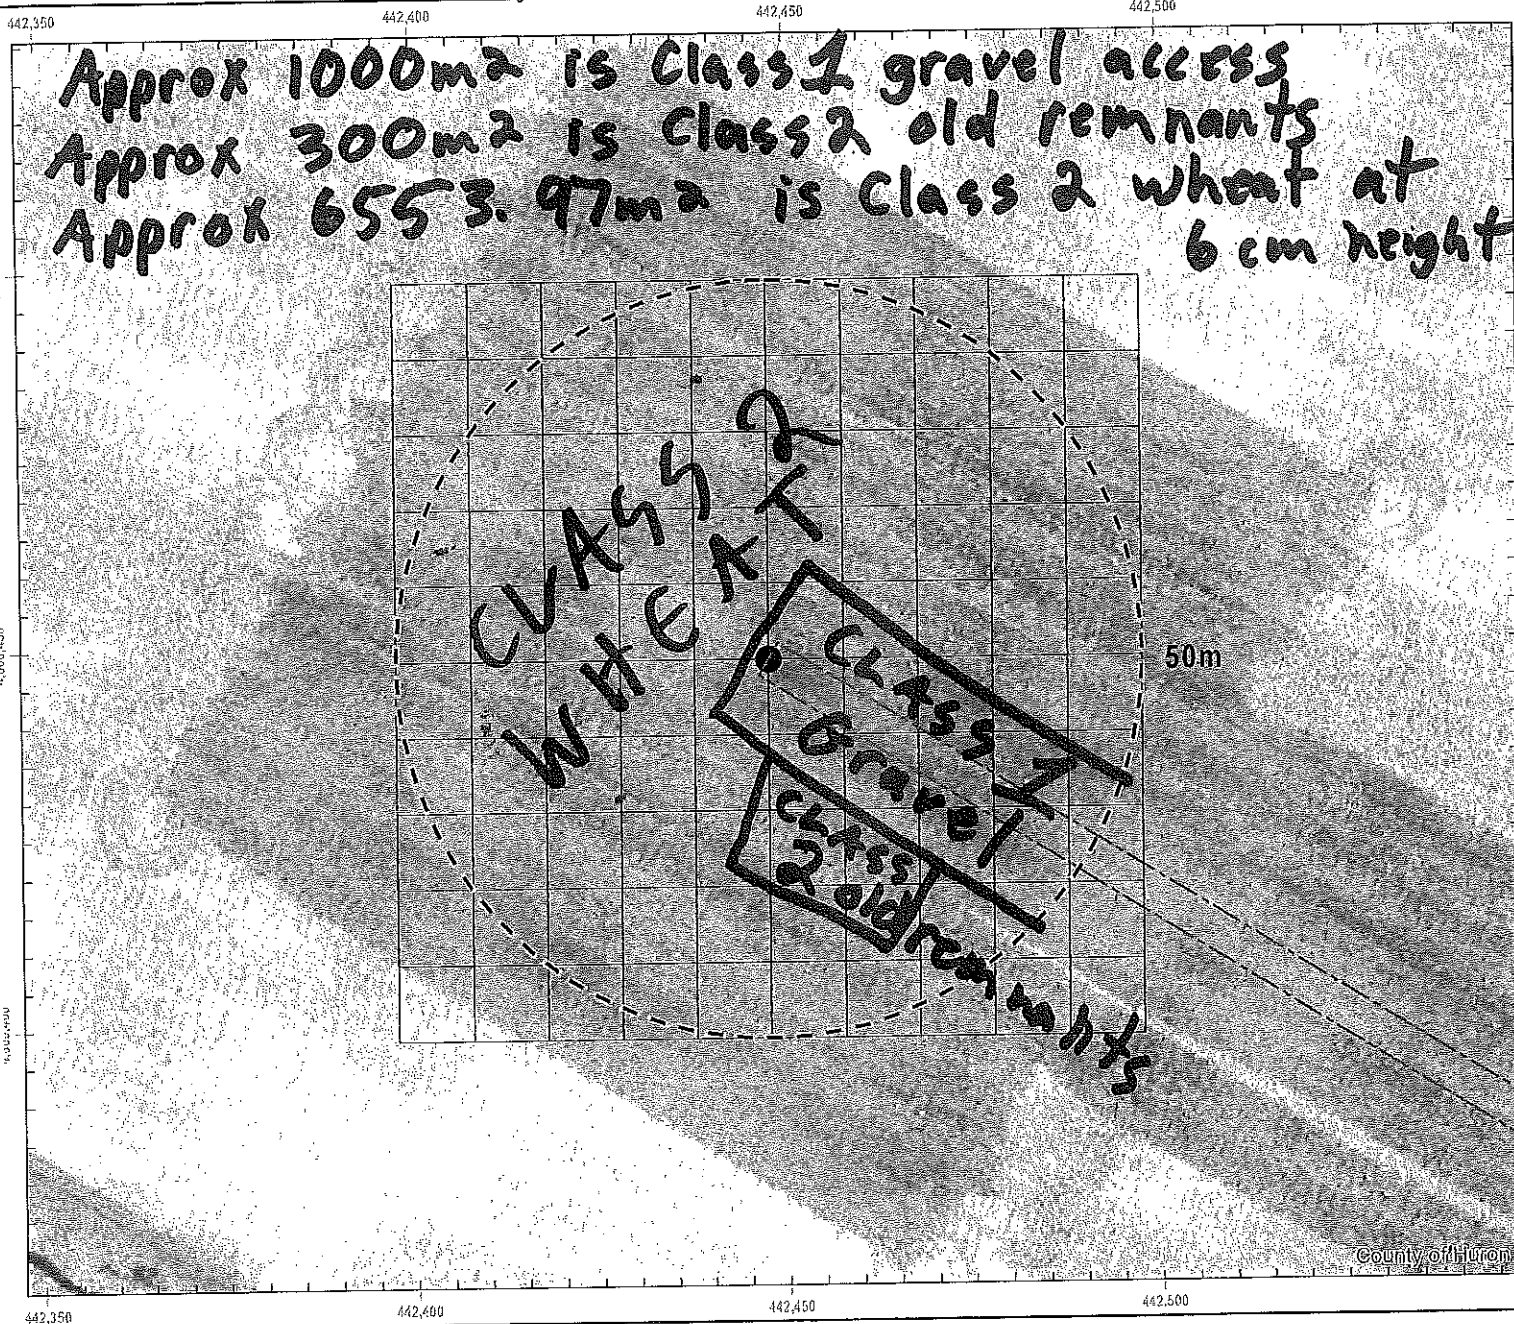 442,350 442,400 442,450 442,500
Approx 1000m² is Class 1 gravel access
Approx 300m² is Class 2 old remnants
Approx 6553.97m² is Class 2 wheat at
6 cm height
CLASS 2
WHEAT
50m
CLASS 1
Gravel
CLASS
2 old remnants
County of Huron
442,350 442,400 442,450 442,500